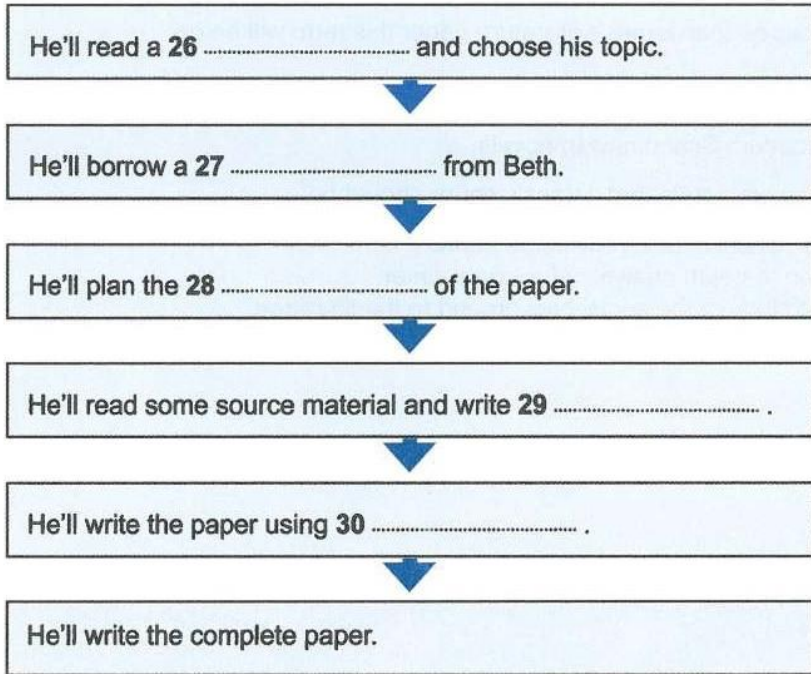 He'll read a 26 .......................................... and choose his topic.
He'll borrow a 27 .......................................... from Beth.
He'll plan the 28 .......................................... of the paper.
He'll read some source material and write 29 .......................................... .
He'll write the paper using 30 .......................................... .
He'll write the complete paper.